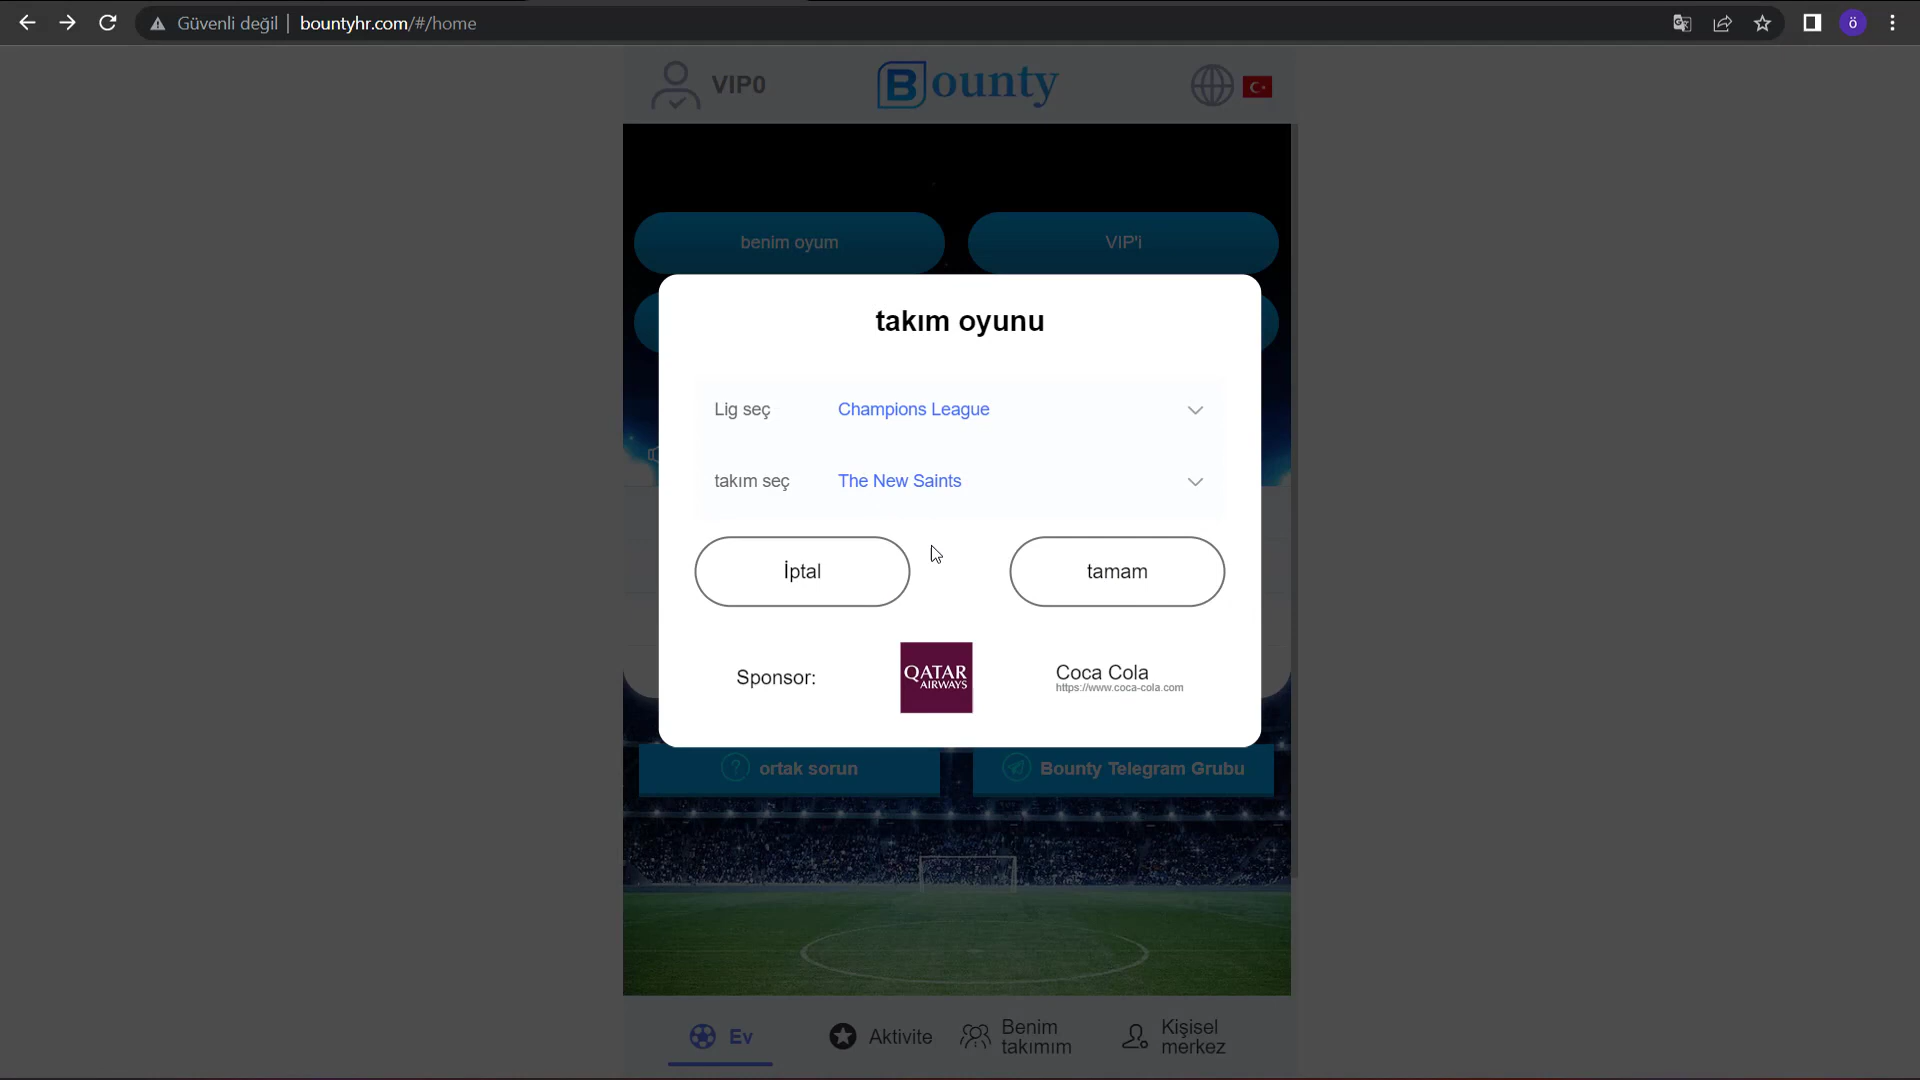 Güvenli değil | bountyhr.com/#/home
ö
VIP0
Bounty
benim oyum
VIP'i
takım oyunu
Lig seç
Champions League
takım seç
The New Saints
İptal
tamam
Sponsor:
QATAR
AIRWAYS
Coca Cola
https://www.coca-cola.com
? ortak sorun
Bounty Telegram Grubu
Ev
Aktivite
Benim
takımım
Kişisel
merkez